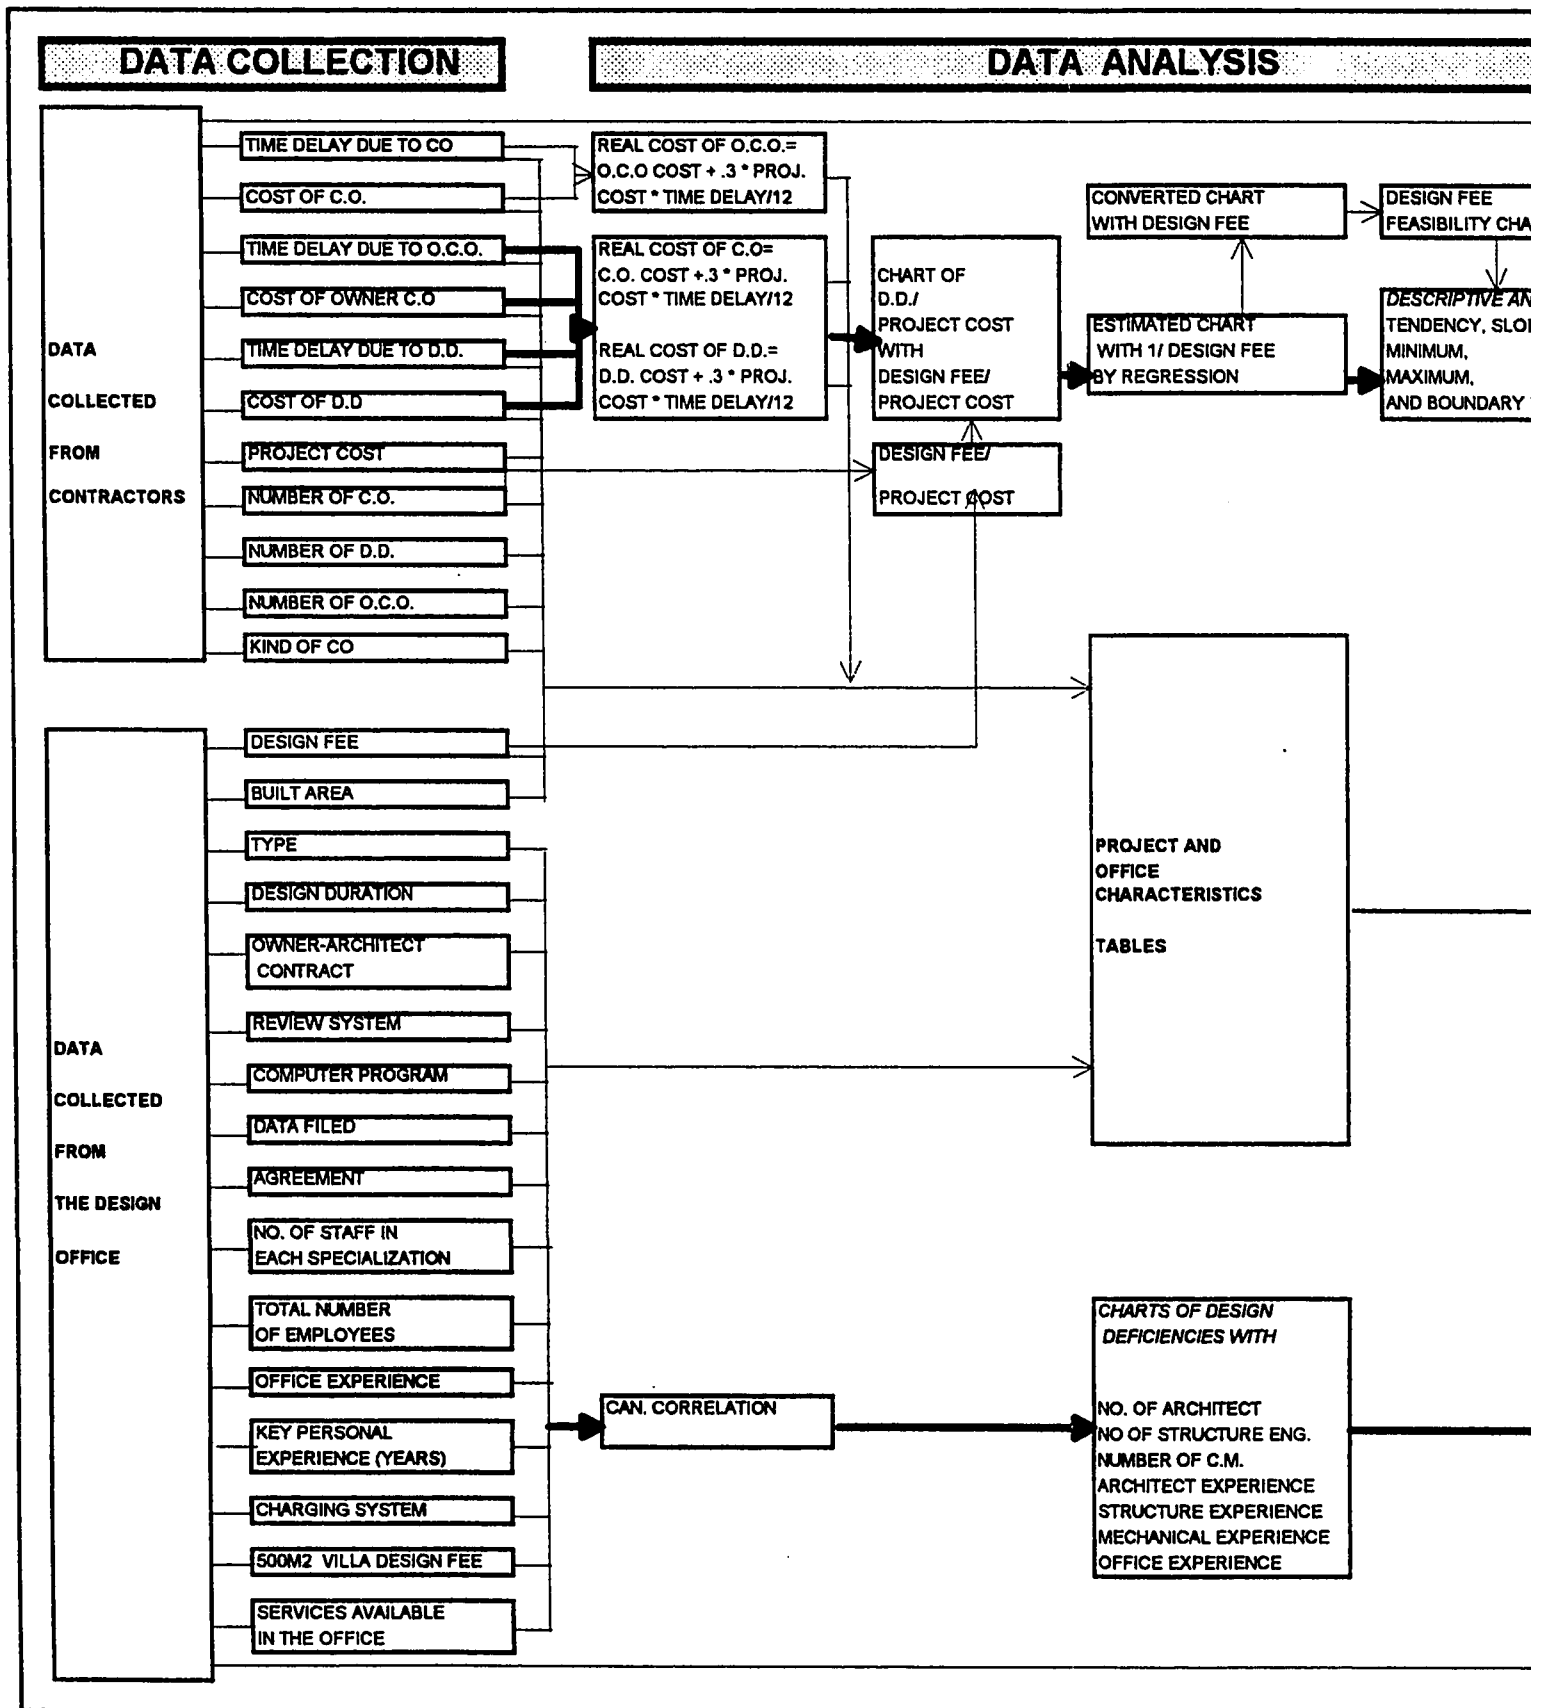 DATA COLLECTION
DATA ANALYSIS
DATA
COLLECTED
FROM
CONTRACTORS
TIME DELAY DUE TO CO
COST OF C.O.
TIME DELAY DUE TO O.C.O.
COST OF OWNER C.O
TIME DELAY DUE TO D.D.
COST OF D.D
PROJECT COST
NUMBER OF C.O.
NUMBER OF D.D.
NUMBER OF O.C.O.
KIND OF CO
REAL COST OF O.C.O.=
O.C.O COST + .3 * PROJ.
COST * TIME DELAY/12
REAL COST OF C.O=
C.O. COST +.3 * PROJ.
COST * TIME DELAY/12
REAL COST OF D.D.=
D.D. COST + .3 * PROJ.
COST * TIME DELAY/12
CHART OF
D.D./
PROJECT COST
WITH
DESIGN FEE/
PROJECT COST
DESIGN FEE/
PROJECT COST
CONVERTED CHART
WITH DESIGN FEE
ESTIMATED CHART
WITH 1/ DESIGN FEE
BY REGRESSION
DESIGN FEE
FEASIBILITY CHA
DESCRIPTIVE AN
TENDENCY, SLO
MINIMUM,
MAXIMUM,
AND BOUNDARY
DATA
COLLECTED
FROM
THE DESIGN
OFFICE
DESIGN FEE
BUILT AREA
TYPE
DESIGN DURATION
OWNER-ARCHITECT
CONTRACT
REVIEW SYSTEM
COMPUTER PROGRAM
DATA FILED
AGREEMENT
NO. OF STAFF IN
EACH SPECIALIZATION
TOTAL NUMBER
OF EMPLOYEES
OFFICE EXPERIENCE
KEY PERSONAL
EXPERIENCE (YEARS)
CHARGING SYSTEM
500M2 VILLA DESIGN FEE
SERVICES AVAILABLE
IN THE OFFICE
PROJECT AND
OFFICE
CHARACTERISTICS
TABLES
CAN. CORRELATION
CHARTS OF DESIGN
DEFICIENCIES WITH
NO. OF ARCHITECT
NO OF STRUCTURE ENG.
NUMBER OF C.M.
ARCHITECT EXPERIENCE
STRUCTURE EXPERIENCE
MECHANICAL EXPERIENCE
OFFICE EXPERIENCE